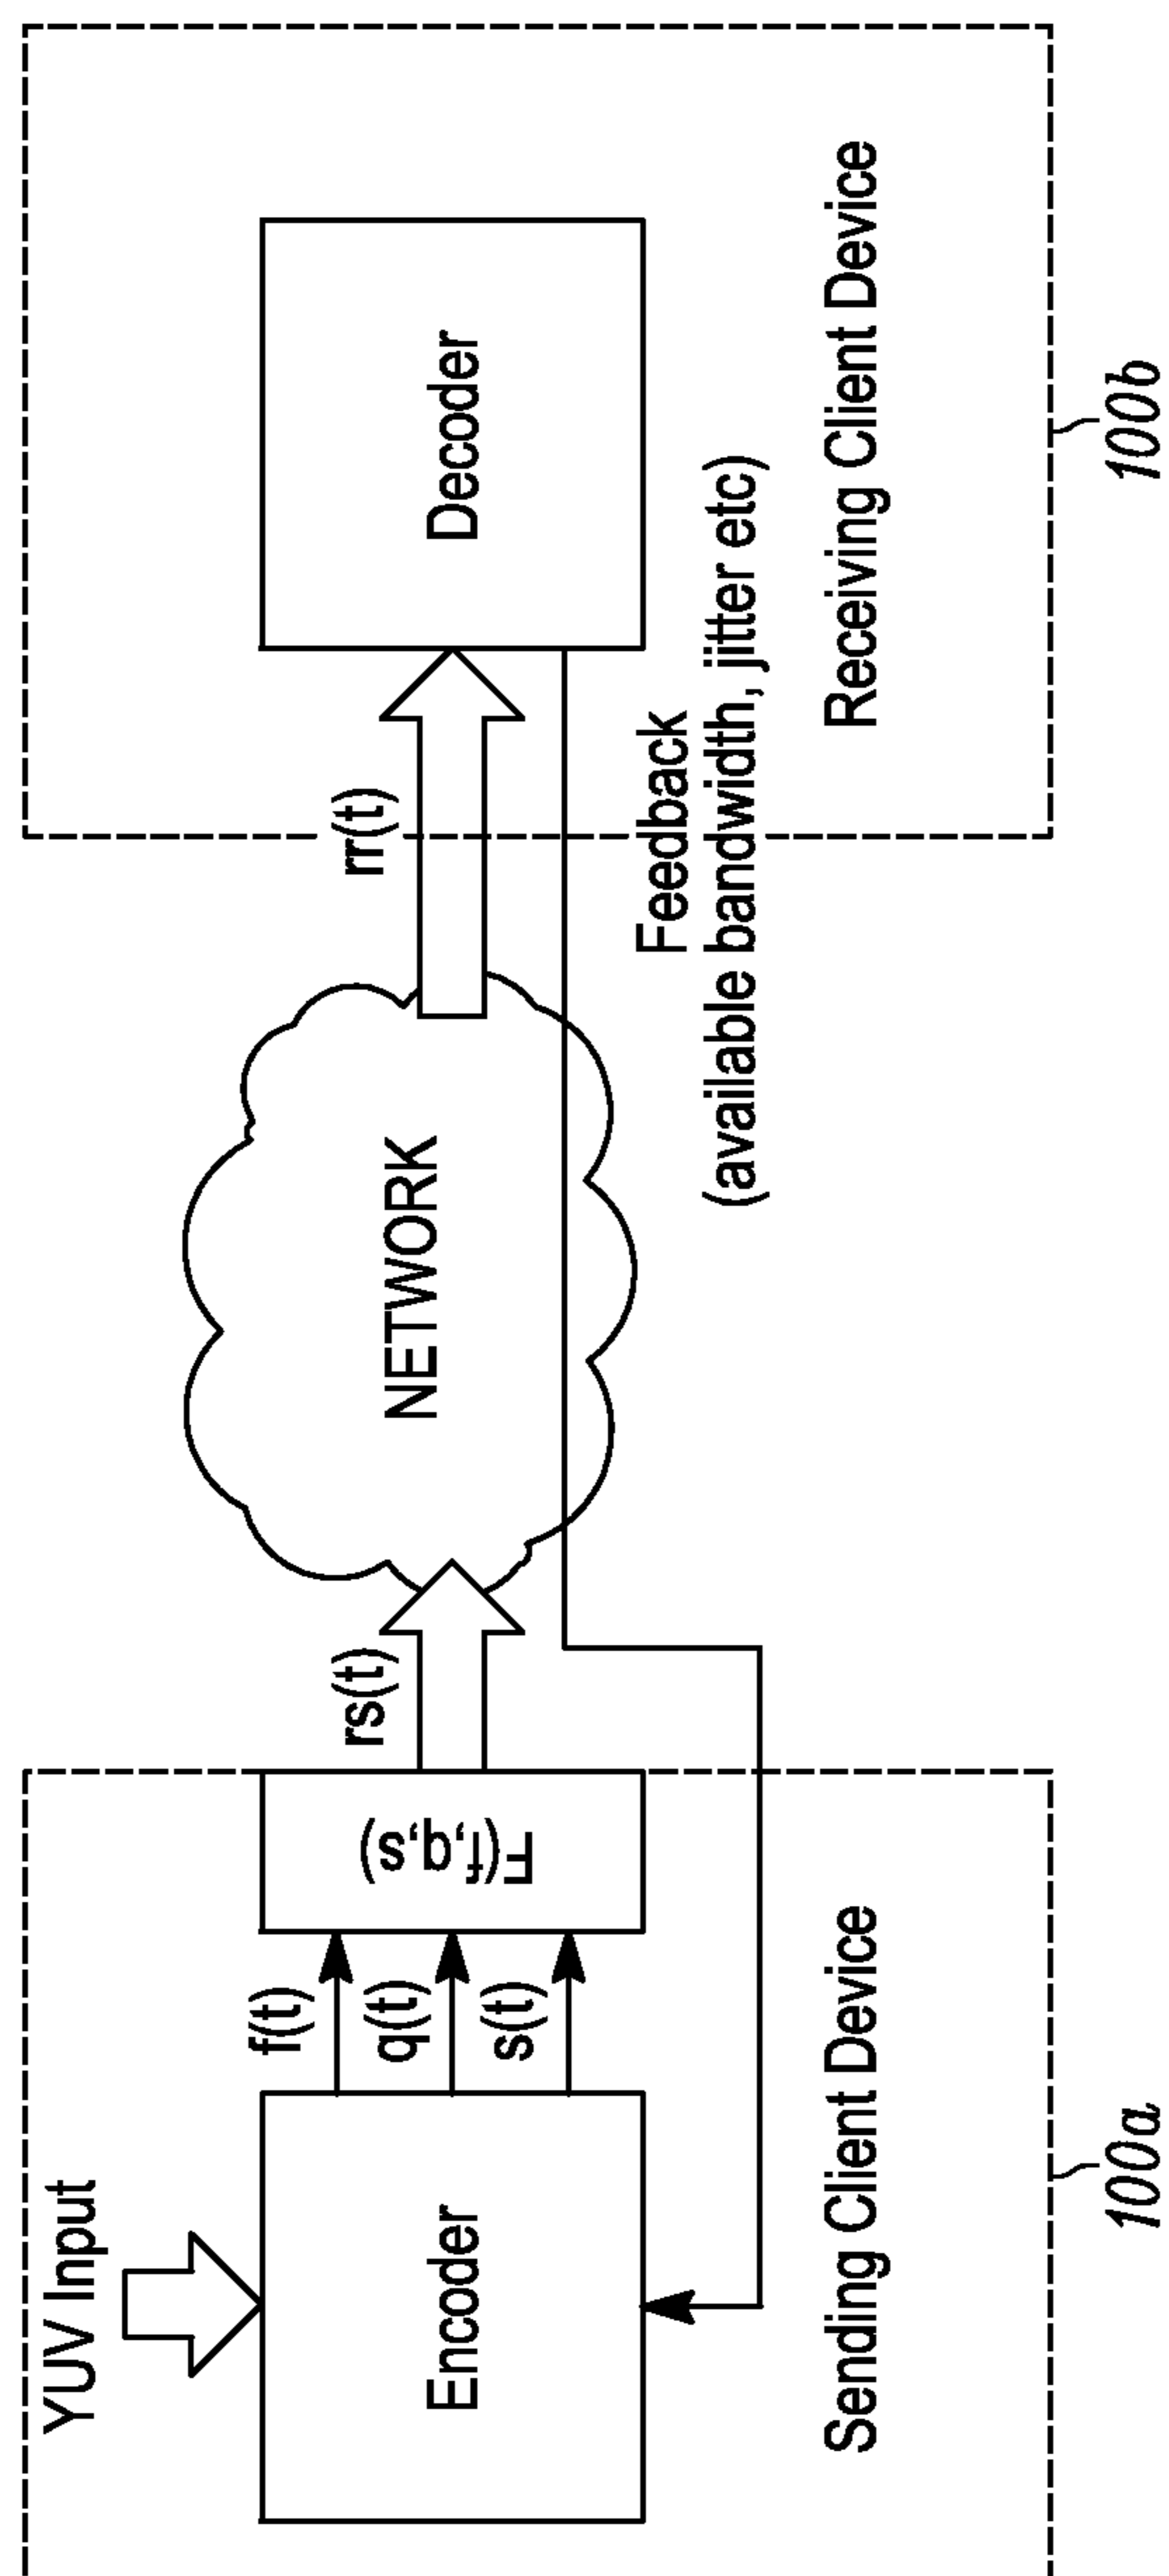 YUV Input
Encoder
f(t)
q(t)
s(t)
F(f,q,s)
Sending Client Device
100a
rs(t)
NETWORK
rr(t)
Feedback
(available bandwidth, jitter etc)
Decoder
Receiving Client Device
100b